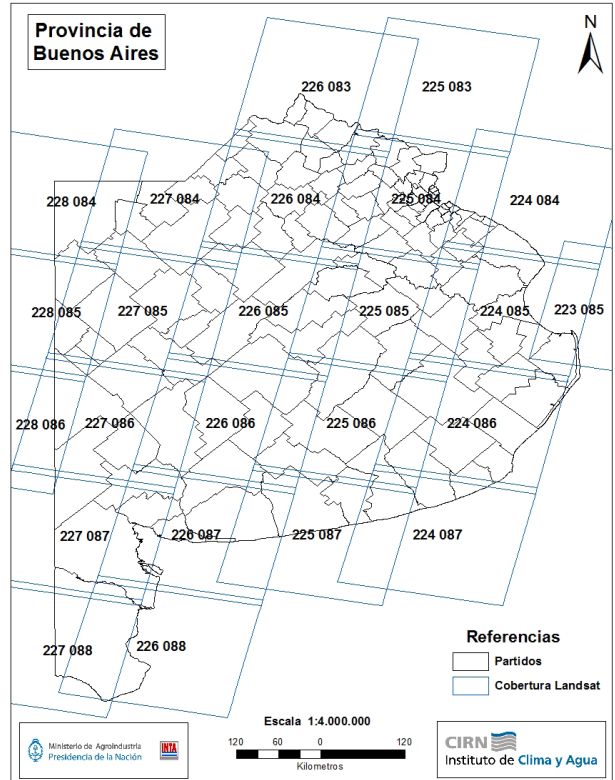 Provincia de
Buenos Aires
N
226 083
225 083
228 084
227 084
226 084
225 084
224 084
228 085
227 085
226 085
225 085
224 085
223 085
228 086
227 086
226 086
225 086
224 086
227 087
226 087
225 087
224 087
227 088
226 088
Referencias
Partidos
Cobertura Landsat
Escala 1:4.000.000
120 60 0 120
Kilometros
Ministerio de Agroindustria
Presidencia de la Nación
INTA
CIRN
Instituto de Clima y Agua